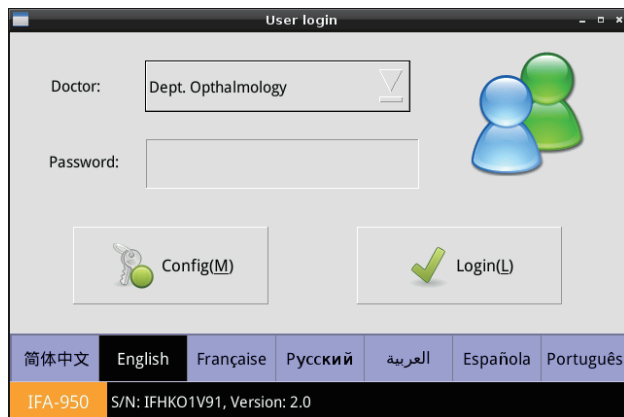 User login
Doctor: Dept. Opthalmology
Password:
Config(M) Login(L)
简体中文 English Française Русский العربية Española Português
IFA-950 S/N: IFHKO1V91, Version: 2.0